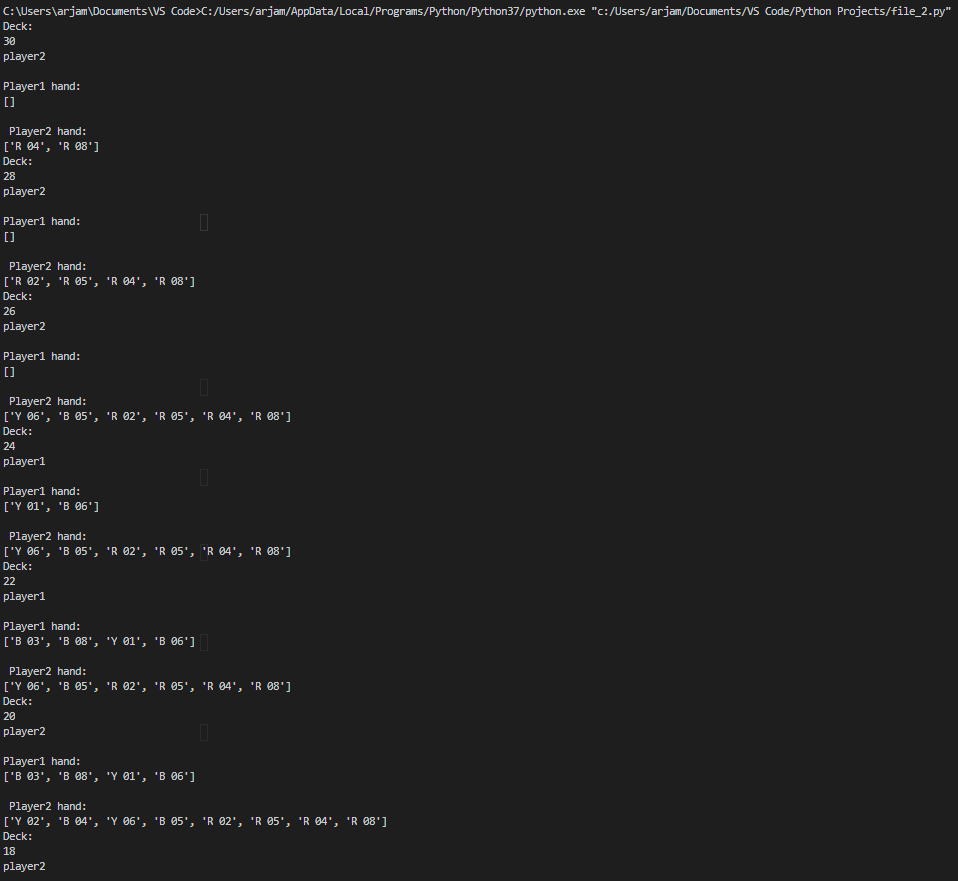 C:\Users\arjam\Documents\VS Code>C:/Users/arjam/AppData/Local/Programs/Python/Python37/python.exe "c:/Users/arjam/Documents/VS Code/Python Projects/file_2.py"
Deck:
30
player2
Player1 hand:
[]
Player2 hand:
['R 04', 'R 08']
Deck:
28
player2
Player1 hand:
[]
Player2 hand:
['R 02', 'R 05', 'R 04', 'R 08']
Deck:
26
player2
Player1 hand:
[]
Player2 hand:
['Y 06', 'B 05', 'R 02', 'R 05', 'R 04', 'R 08']
Deck:
24
player1
Player1 hand:
['Y 01', 'B 06']
Player2 hand:
['Y 06', 'B 05', 'R 02', 'R 05', 'R 04', 'R 08']
Deck:
22
player1
Player1 hand:
['B 03', 'B 08', 'Y 01', 'B 06']
Player2 hand:
['Y 06', 'B 05', 'R 02', 'R 05', 'R 04', 'R 08']
Deck:
20
player2
Player1 hand:
['B 03', 'B 08', 'Y 01', 'B 06']
Player2 hand:
['Y 02', 'B 04', 'Y 06', 'B 05', 'R 02', 'R 05', 'R 04', 'R 08']
Deck:
18
player2